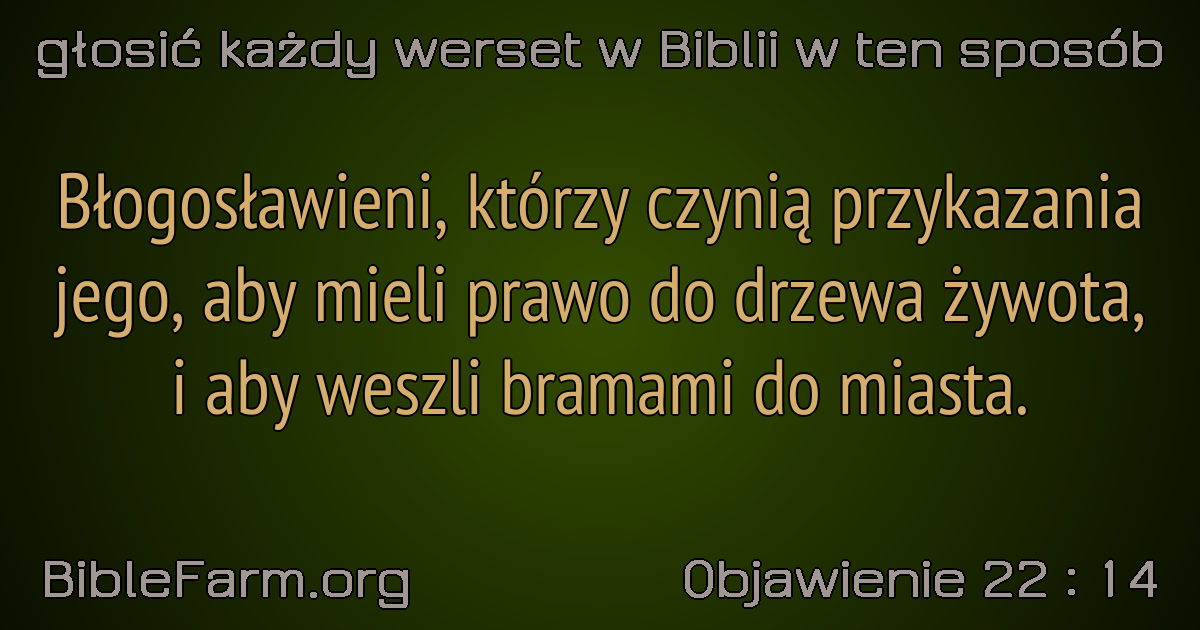 głosić każdy werset w Biblii w ten sposób
Błogosławieni, którzy czynią przykazania
jego, aby mieli prawo do drzewa żywota,
i aby weszli bramami do miasta.
BibleFarm.org
Objawienie 22 : 14